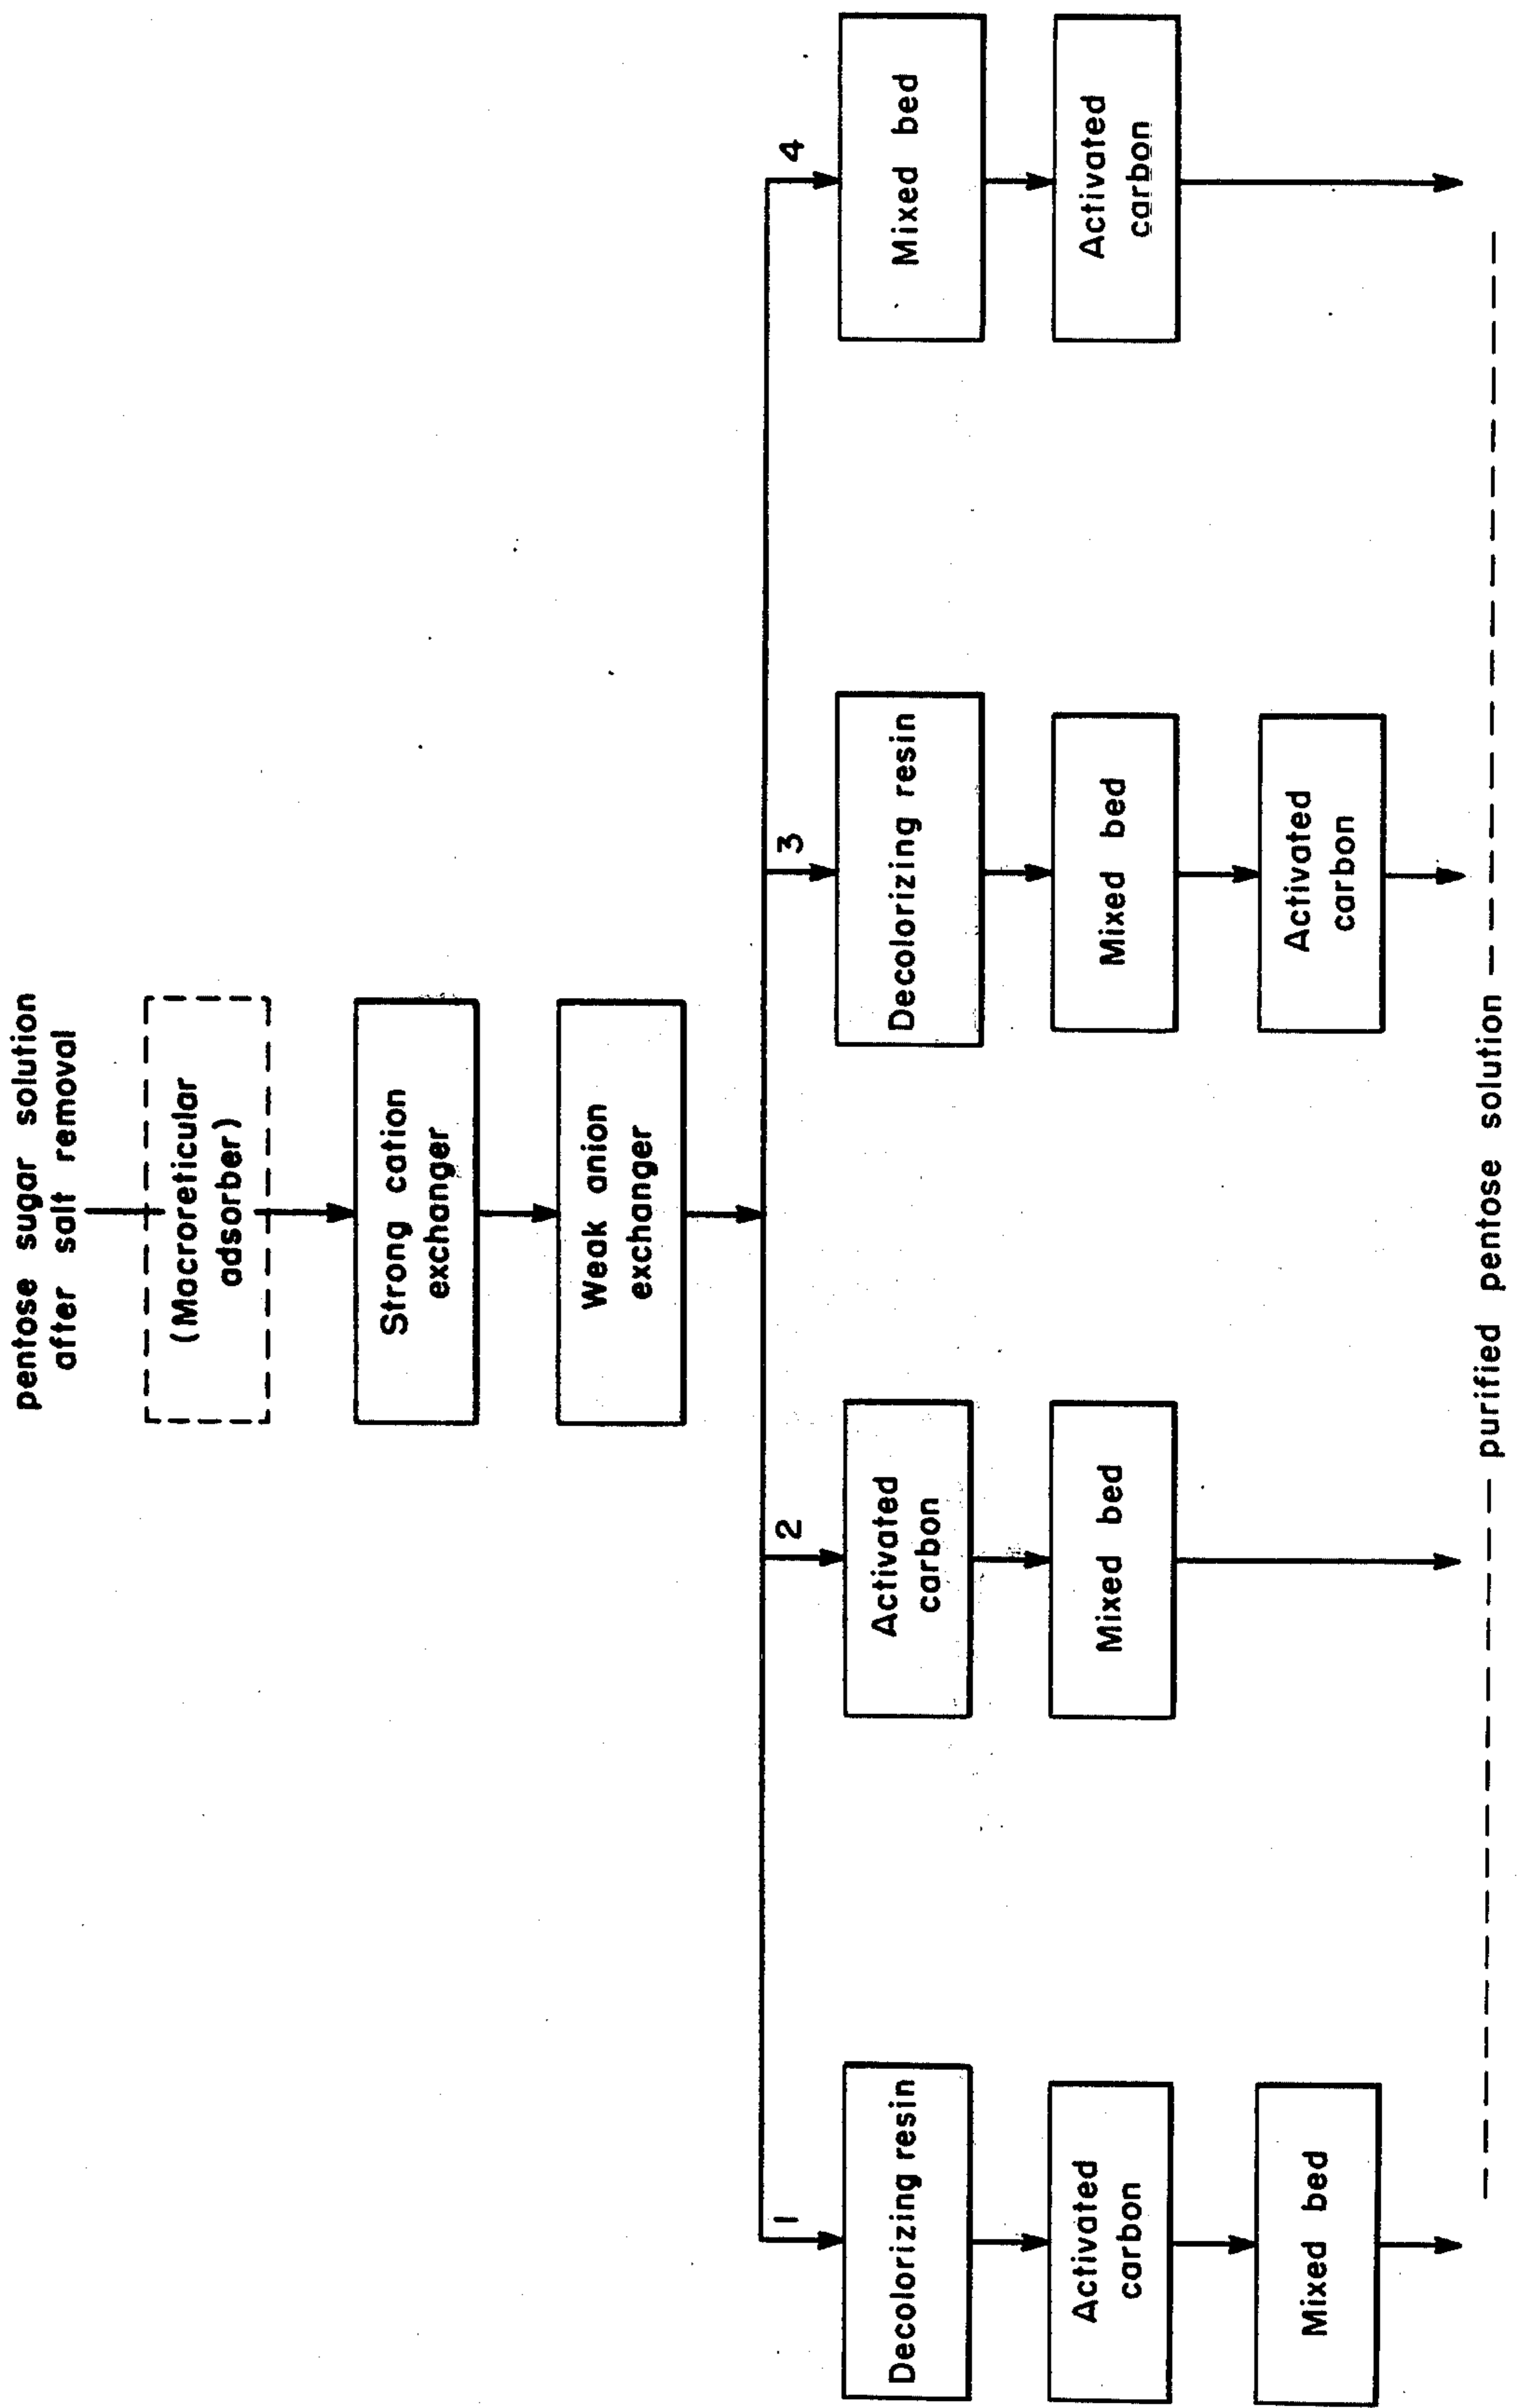 pentose sugar solution
after salt removal
(Macroreticular
adsorber)
Strong cation
exchanger
Weak anion
exchanger
1
Decolorizing resin
Activated
carbon
Mixed bed
2
Activated
carbon
Mixed bed
3
Decolorizing resin
Mixed bed
Activated
carbon
4
Mixed bed
Activated
carbon
purified pentose solution